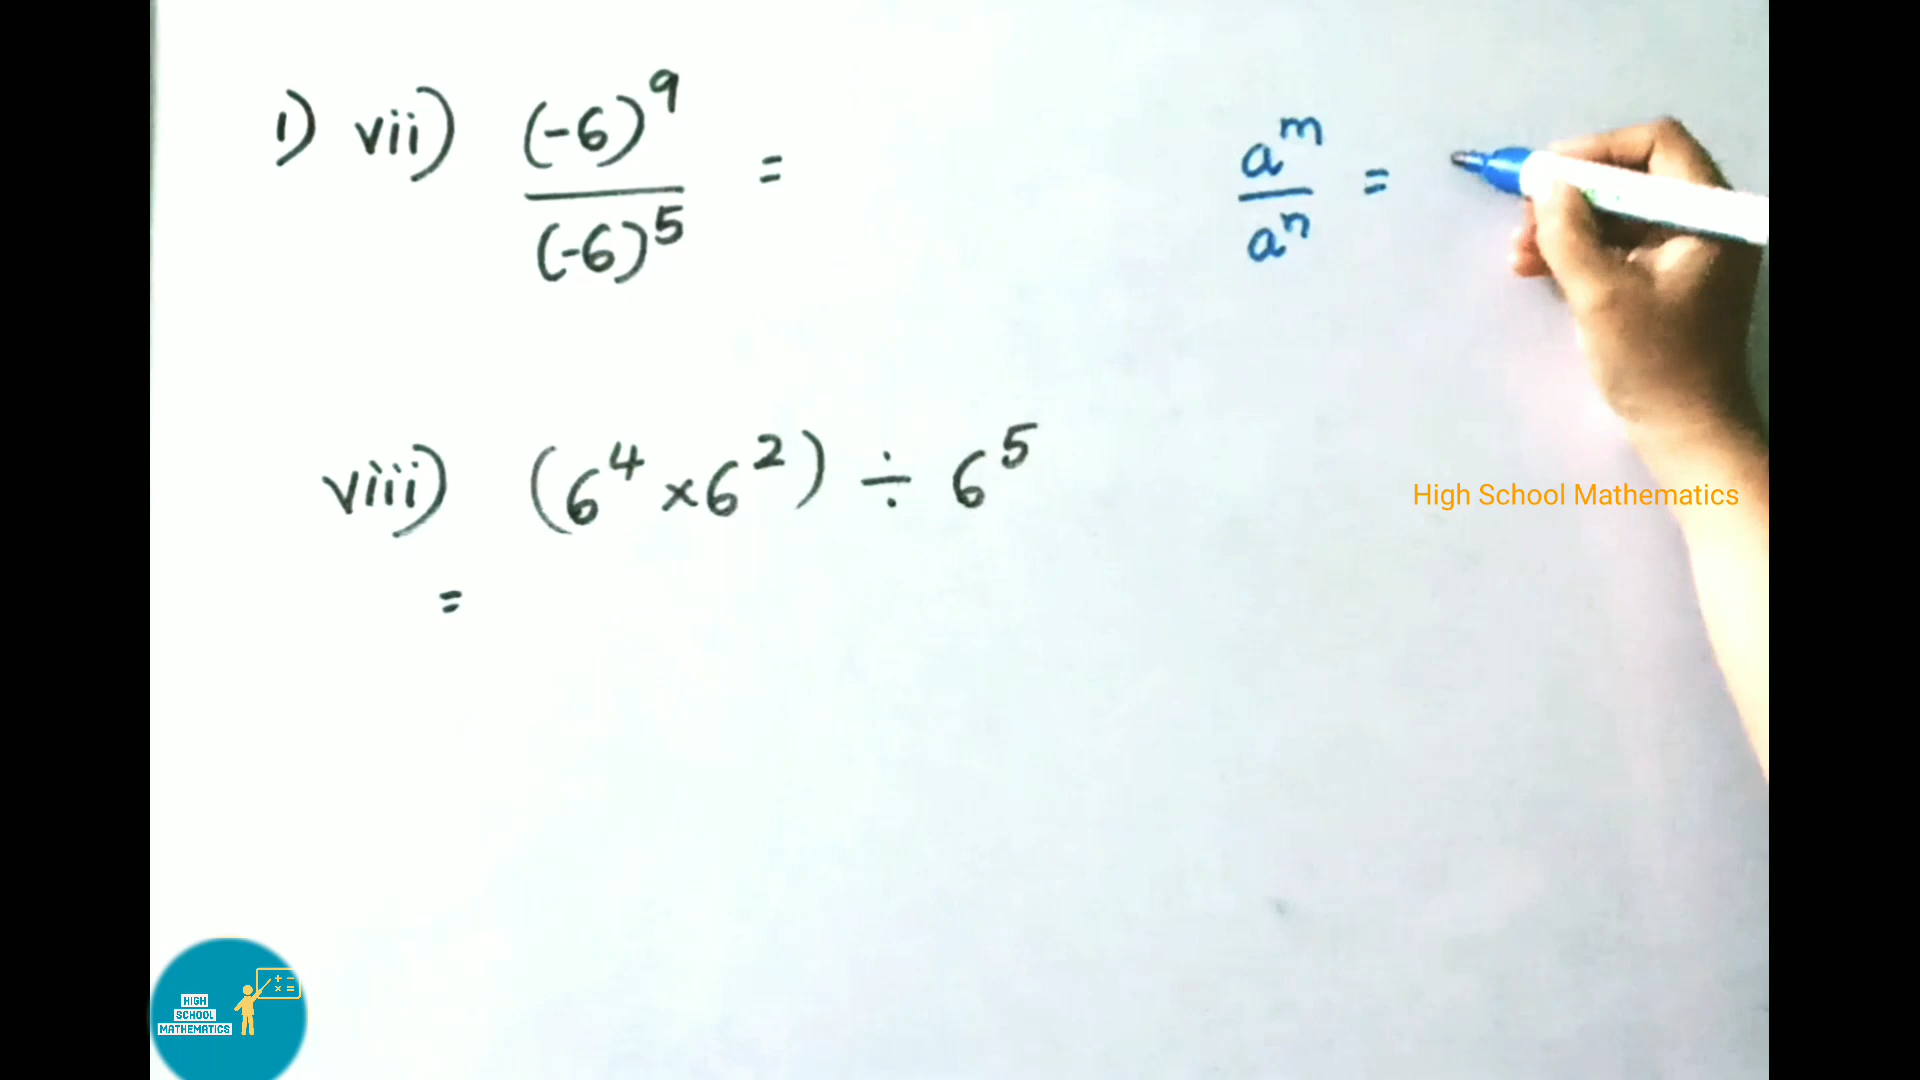 1) vii) (-6)^9 / (-6)^5 =
a^m / a^n =
viii) (6^4 × 6^2) ÷ 6^5
=
High School Mathematics
+ -
× =
HIGH
SCHOOL
MATHEMATICS